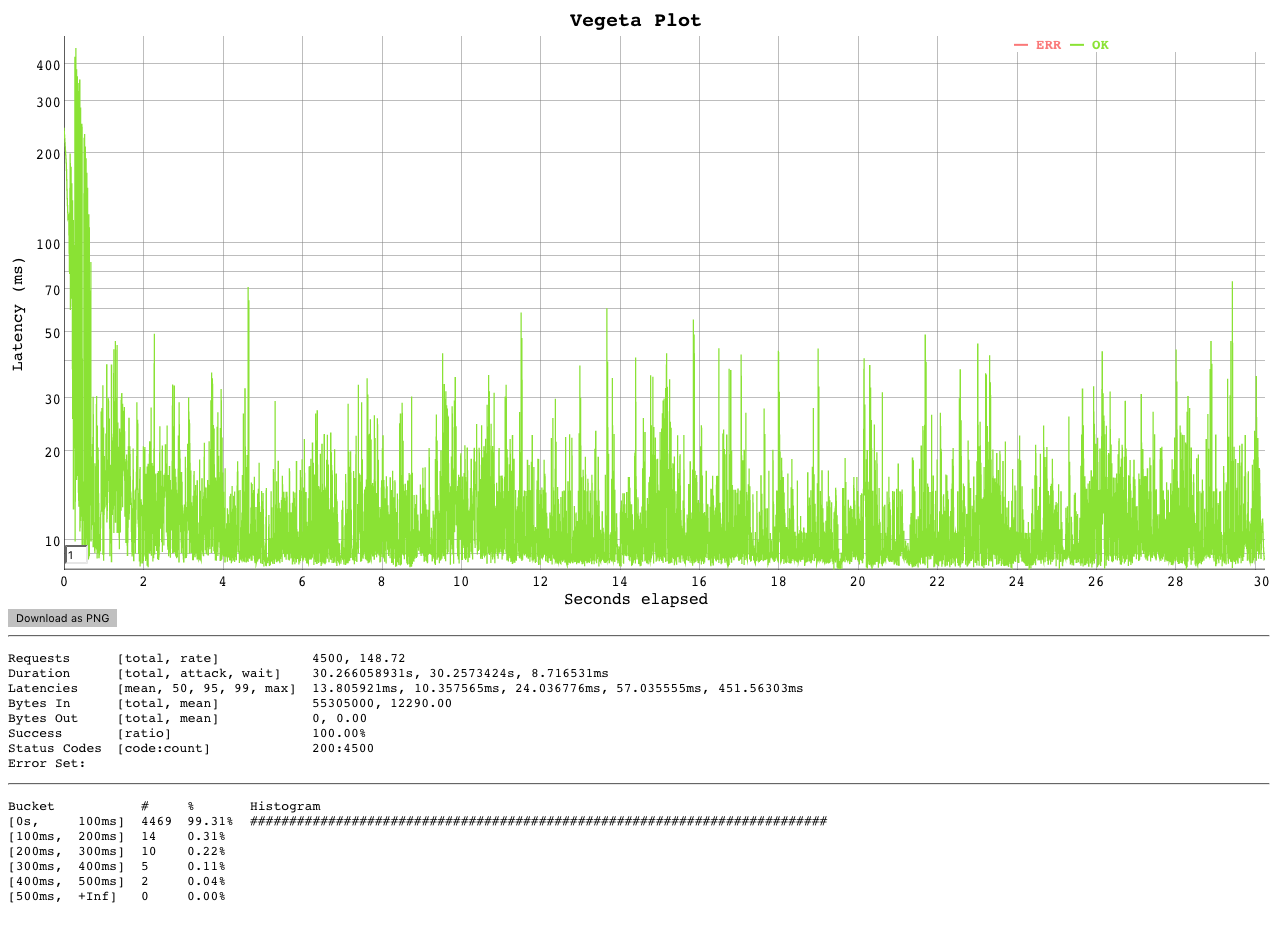 Vegeta Plot
ERR OK
Latency (ms)
400
300
200
100
70
50
30
20
10
1
0 2 4 6 8 10 12 14 16 18 20 22 24 26 28 30
Seconds elapsed
Download as PNG
Requests [total, rate] 4500, 148.72
Duration [total, attack, wait] 30.266058931s, 30.2573424s, 8.716531ms
Latencies [mean, 50, 95, 99, max] 13.805921ms, 10.357565ms, 24.036776ms, 57.035555ms, 451.56303ms
Bytes In [total, mean] 55305000, 12290.00
Bytes Out [total, mean] 0, 0.00
Success [ratio] 100.00%
Status Codes [code:count] 200:4500
Error Set:
Bucket # % Histogram
[0s, 100ms] 4469 99.31% ##########################################################################
[100ms, 200ms] 14 0.31%
[200ms, 300ms] 10 0.22%
[300ms, 400ms] 5 0.11%
[400ms, 500ms] 2 0.04%
[500ms, +Inf] 0 0.00%